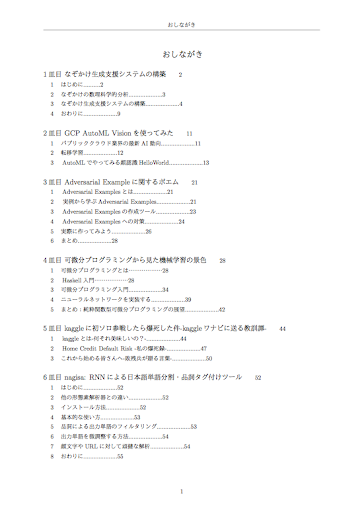 おしながき
おしながき
1 皿目 なぞかけ生成支援システムの構築 2
1 はじめに..........2
2 なぞかけの数理科学的分析....................3
3 なぞかけ生成支援システムの構築....................4
4 おわりに....................9
2 皿目 GCP AutoML Vision を使ってみた 11
1 パブリッククラウド業界の最新 AI 動向....................11
2 転移学習....................12
3 AutoML でやってみる画認識 HelloWorld....................13
3 皿目 Adversarial Example に関するポエム 21
1 Adversarial Examples とは....................21
2 実例から学ぶ Adversarial Examples....................21
3 Adversarial Examples の作成ツール....................23
4 Adversarial Examples への対策....................24
5 実際に作ってみよう....................26
6 まとめ....................28
4 皿目 可微分プログラミングから見た機械学習の景色 28
1 可微分プログラミングとは………………28
2 Haskell 入門………………28
3 可微分プログラミング入門....................34
4 ニューラルネットワークを実装する....................39
5 まとめ：純粋関数型可微分プログラミングの展望....................42
5 皿目 kaggle に初ソロ参戦したら爆死した件-kaggle ワナビに送る教訓譚- 44
1 kaggle とは-何それ美味しいの？-....................44
2 Home Credit Default Risk -私の爆死録-....................47
3 これから始める皆さんへ-敗残兵が贈る言葉-....................50
6 皿目 nagisa: RNN による日本語単語分割・品詞タグ付けツール 52
1 はじめに....................52
2 他の形態素解析器との違い....................52
3 インストール方法....................52
4 基本的な使い方....................53
5 品詞による出力単語のフィルタリング....................53
6 出力単語を微調整する方法....................54
7 顔文字や URL に対して頑健な解析....................54
8 おわりに....................55
1